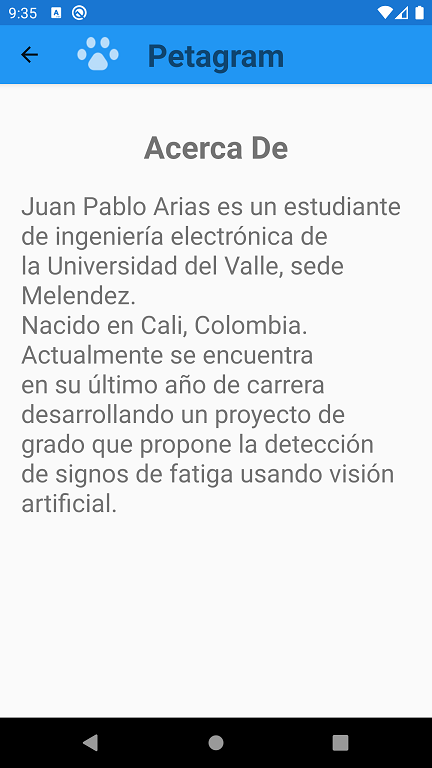 9:35
A
Petagram
Acerca De
Juan Pablo Arias es un estudiante
de ingeniería electrónica de
la Universidad del Valle, sede
Melendez.
Nacido en Cali, Colombia.
Actualmente se encuentra
en su último año de carrera
desarrollando un proyecto de
grado que propone la detección
de signos de fatiga usando visión
artificial.